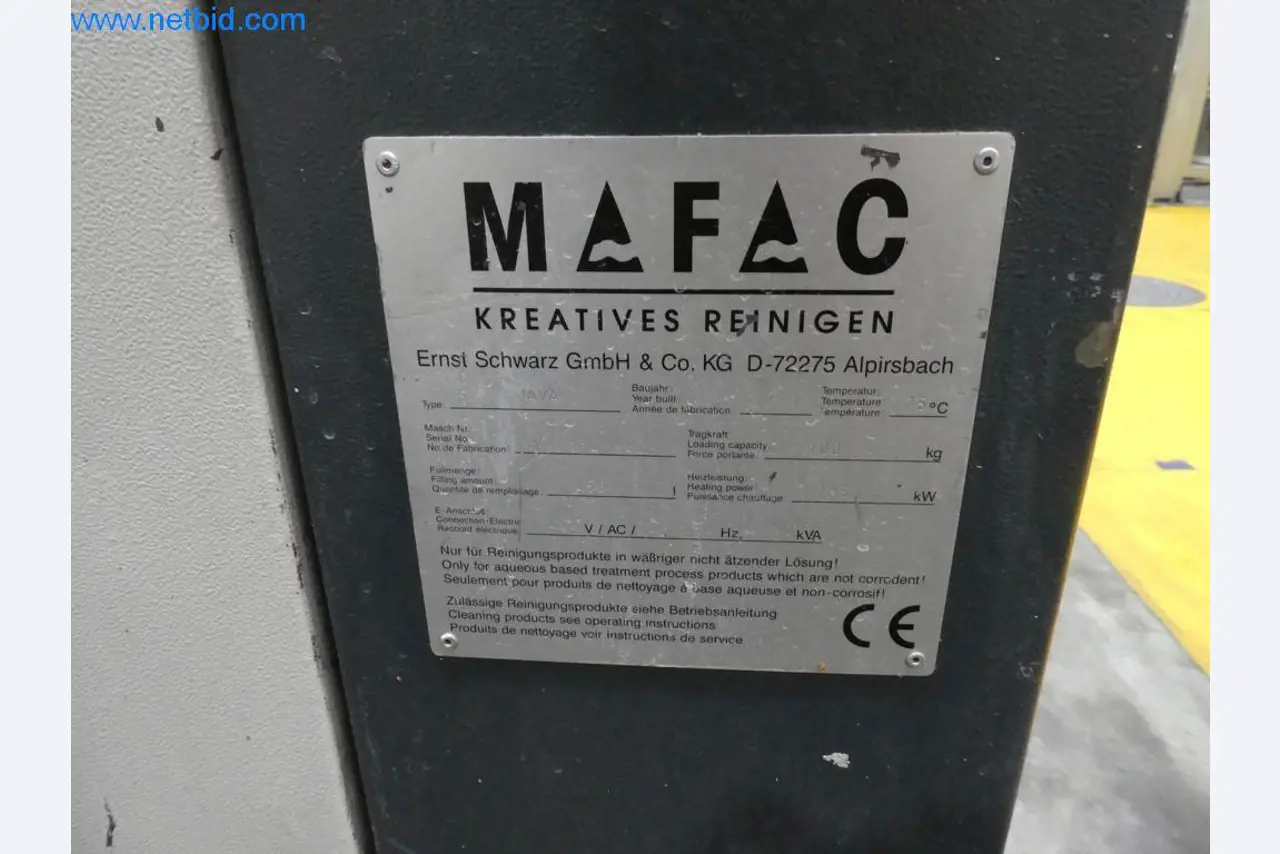 www.netbid.com
MAFAC
KREATIVES REINIGEN
Ernst Schwarz GmbH & Co. KG D-72275 Alpirsbach
Baujahr: Temperatur:
Year built: Temperature:
Type: JAVA Année de fabrication: Température: °C
Masch Nr.: Tragkraft:
Serial No.: Loading capacity:
No de Fabrication: Force portante: kg
Füllmenge: Heizleistung:
Filling amount: Heating power:
Quantité de remplissage: l Puissance chauffage: kW
E-Anschluß:
Connection-Electric
Raccord électrique: V / AC / Hz, kVA
Nur für Reinigungsprodukte in wäßriger nicht ätzender Lösung!
Only for aqueous based treatment process products which are not corrodent!
Seulement pour produits de nettoyage à base aqueuse et non-corrosif!
Zulässige Reinigungsprodukte siehe Betriebsanleitung
Cleaning products see operating instructions
Produits de nettoyage voir instructions de service
CE